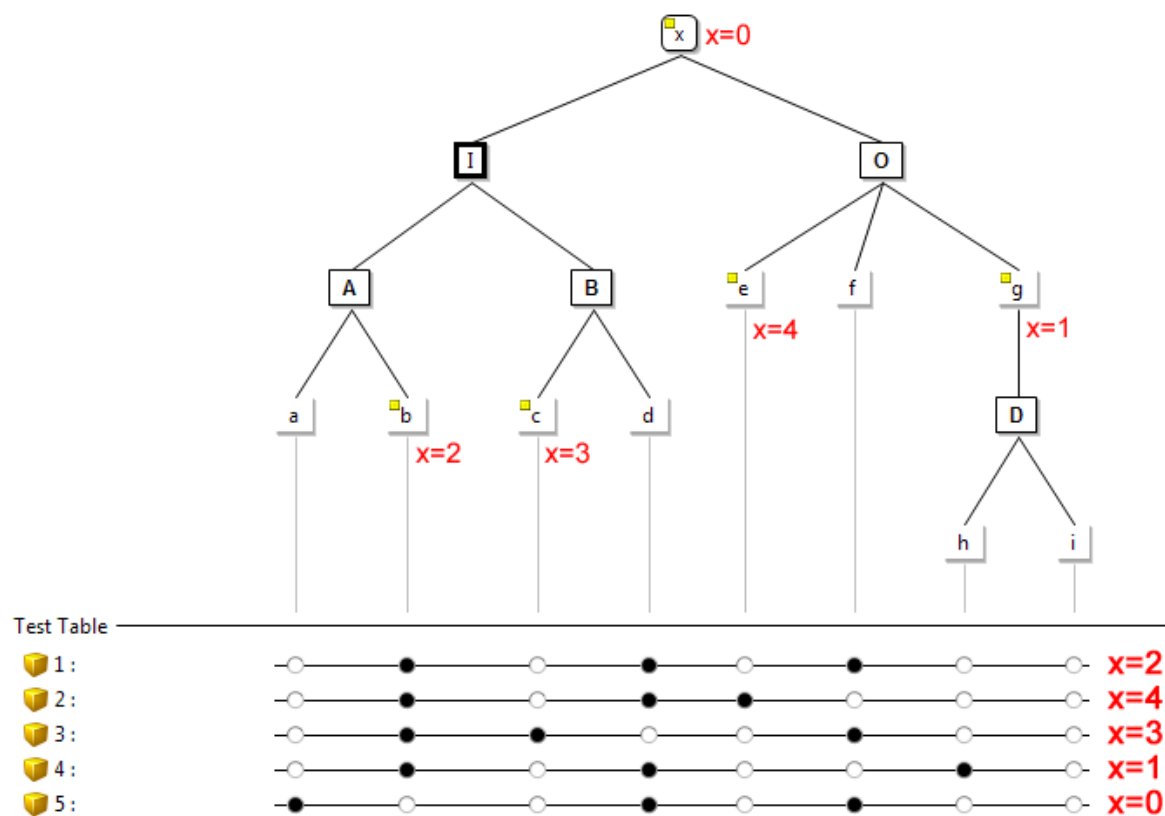 x x=0
I O
A B e f g
x=4 x=1
a b c d D
x=2 x=3
h i
Test Table
1 : x=2
2 : x=4
3 : x=3
4 : x=1
5 : x=0